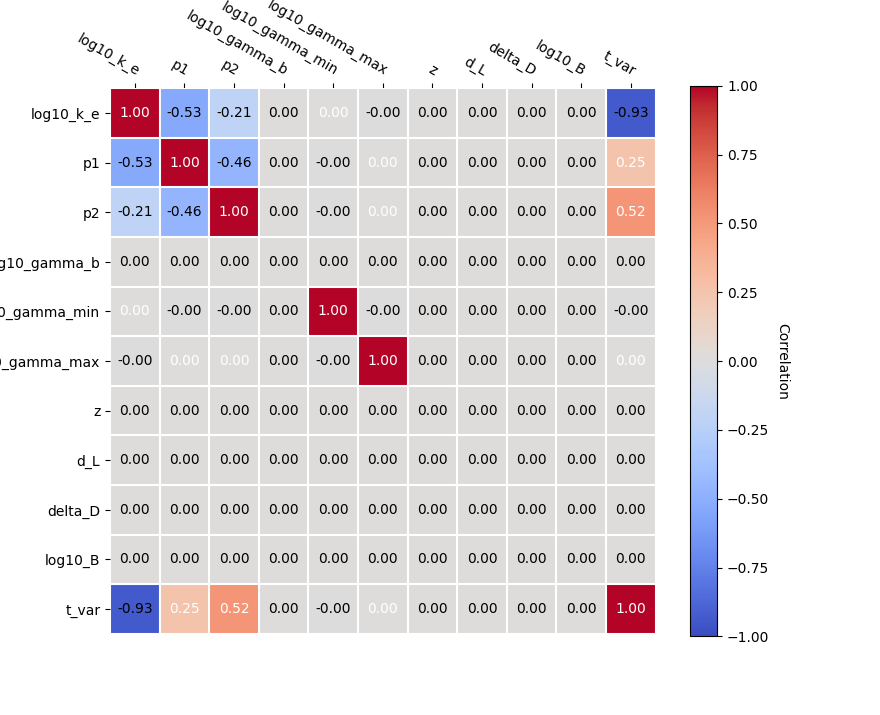 log10_k_e p1 p2 log10_gamma_b log10_gamma_min log10_gamma_max z d_L delta_D log10_B t_var
log10_k_e 1.00 -0.53 -0.21 0.00 0.00 -0.00 0.00 0.00 0.00 0.00 -0.93
p1 -0.53 1.00 -0.46 0.00 -0.00 0.00 0.00 0.00 0.00 0.00 0.25
p2 -0.21 -0.46 1.00 0.00 -0.00 0.00 0.00 0.00 0.00 0.00 0.52
g10_gamma_b 0.00 0.00 0.00 0.00 0.00 0.00 0.00 0.00 0.00 0.00 0.00
0_gamma_min 0.00 -0.00 -0.00 0.00 1.00 -0.00 0.00 0.00 0.00 0.00 -0.00
0_gamma_max -0.00 0.00 0.00 0.00 -0.00 1.00 0.00 0.00 0.00 0.00 0.00
z 0.00 0.00 0.00 0.00 0.00 0.00 0.00 0.00 0.00 0.00 0.00
d_L 0.00 0.00 0.00 0.00 0.00 0.00 0.00 0.00 0.00 0.00 0.00
delta_D 0.00 0.00 0.00 0.00 0.00 0.00 0.00 0.00 0.00 0.00 0.00
log10_B 0.00 0.00 0.00 0.00 0.00 0.00 0.00 0.00 0.00 0.00 0.00
t_var -0.93 0.25 0.52 0.00 -0.00 0.00 0.00 0.00 0.00 0.00 1.00
1.00
0.75
0.50
0.25
0.00
−0.25
−0.50
−0.75
−1.00
Correlation